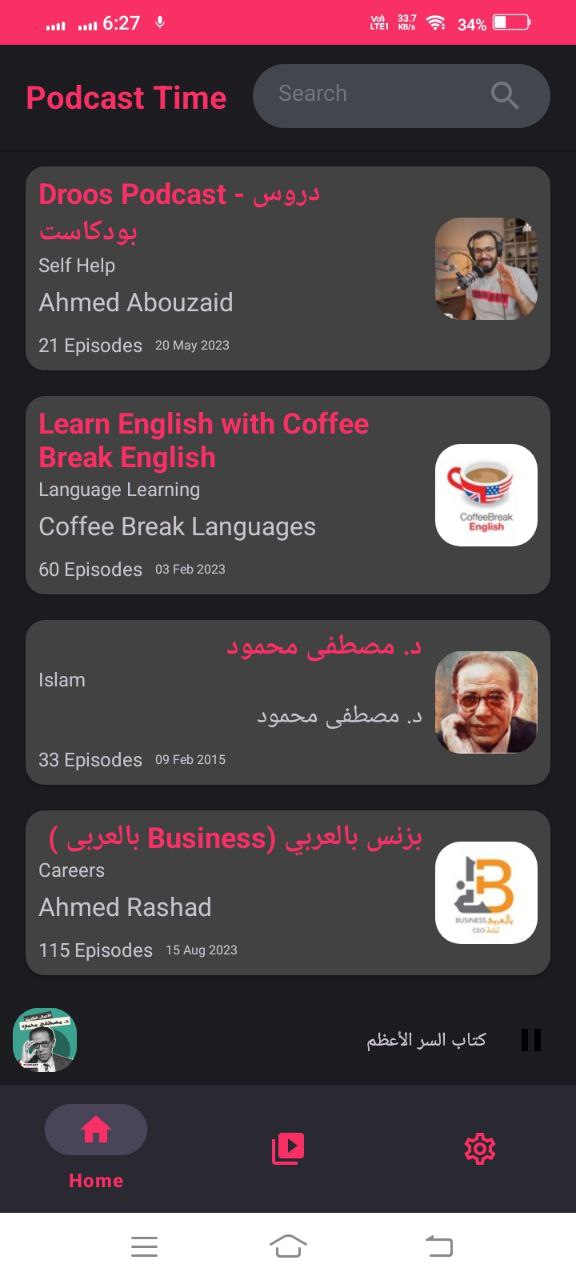 6:27
VoD LTE1 33.7 KB/s 34%
Podcast Time
Search
Droos Podcast - دروس
بودكاست
Self Help
Ahmed Abouzaid
21 Episodes 20 May 2023
Learn English with Coffee
Break English
Language Learning
Coffee Break Languages
60 Episodes 03 Feb 2023
CoffeeBreak
English
د. مصطفى محمود
Islam
د. مصطفى محمود
33 Episodes 09 Feb 2015
بزنس بالعربي (Business بالعربى )
Careers
Ahmed Rashad
115 Episodes 15 Aug 2023
BUSINESS بالعربي
CEO
د. مصطفى محمود
كتاب السر الأعظم
Home